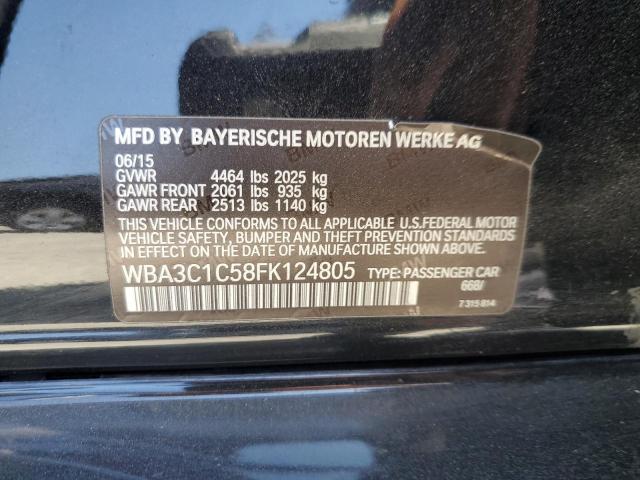 MFD BY BAYERISCHE MOTOREN WERKE AG
06/15
GVWR 4464 lbs 2025 kg
GAWR FRONT 2061 lbs 935 kg
GAWR REAR 2513 lbs 1140 kg
THIS VEHICLE CONFORMS TO ALL APPLICABLE U.S.FEDERAL MOTOR
VEHICLE SAFETY, BUMPER AND THEFT PREVENTION STANDARDS
IN EFFECT ON THE DATE OF MANUFACTURE SHOWN ABOVE.
WBA3C1C58FK124805 TYPE: PASSENGER CAR
668/
7 315 814